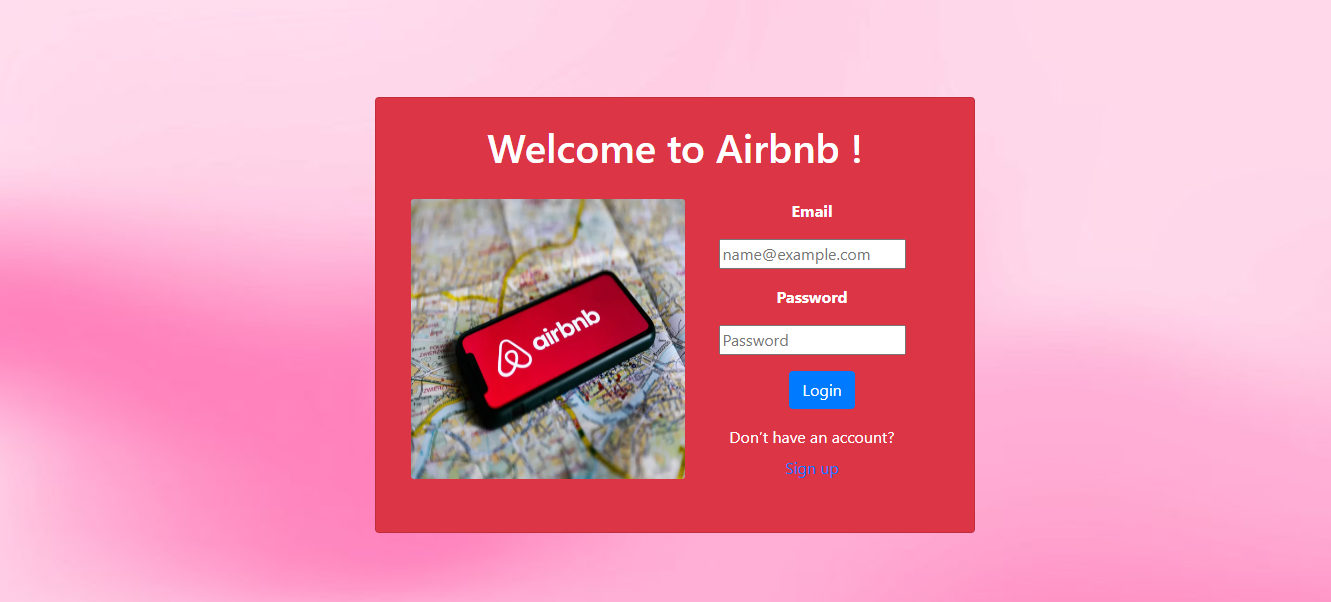 Welcome to Airbnb !
airbnb
Email
name@example.com
Password
Password
Login
Don't have an account?
Sign up